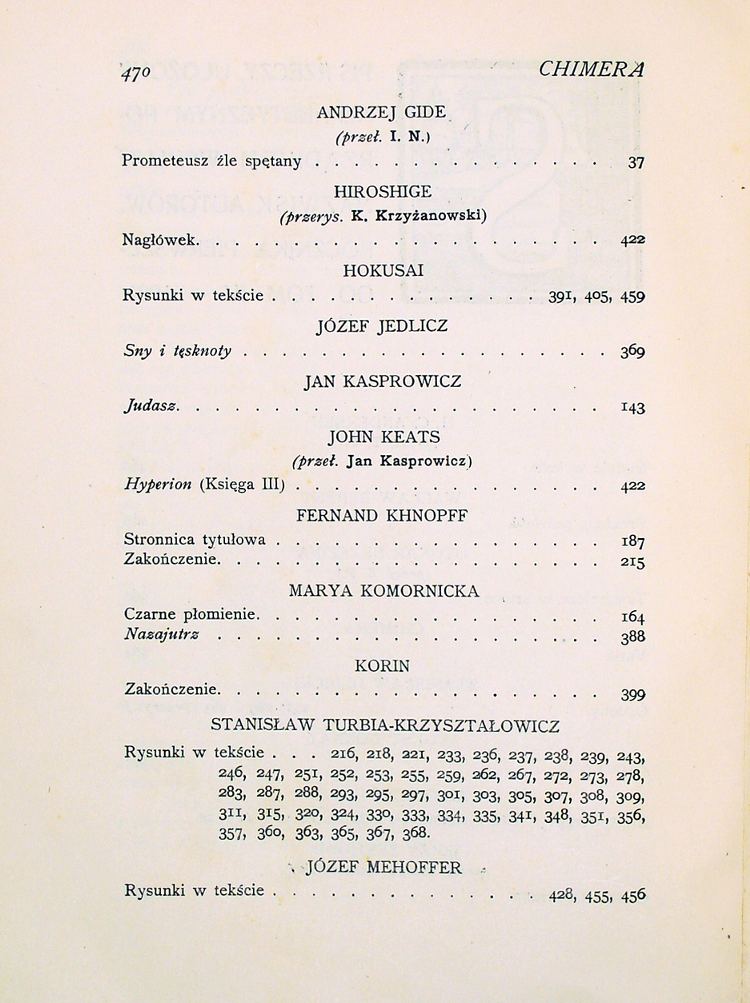 470 CHIMERA
ANDRZEJ GIDE
(przeł. I. N.)
Prometeusz źle spętany . . . . . . . . . . . . . . . 37
HIROSHIGE
(przerys. K. Krzyżanowski)
Nagłówek. . . . . . . . . . . . . . . . . . . . . 422
HOKUSAI
Rysunki w tekście . . . . . . . . . . . . . . 391, 405, 459
JÓZEF JEDLICZ
Sny i tęsknoty . . . . . . . . . . . . . . . . . . . 369
JAN KASPROWICZ
Judasz. . . . . . . . . . . . . . . . . . . . . . 143
JOHN KEATS
(przeł. Jan Kasprowicz)
Hyperion (Księga III) . . . . . . . . . . . . . . . . 422
FERNAND KHNOPFF
Stronnica tytułowa . . . . . . . . . . . . . . . . . 187
Zakończenie. . . . . . . . . . . . . . . . . . . . 215
MARYA KOMORNICKA
Czarne płomienie. . . . . . . . . . . . . . . . . . 164
Nazajutrz . . . . . . . . . . . . . . . . . . . . 388
KORIN
Zakończenie. . . . . . . . . . . . . . . . . . . . 399
STANISŁAW TURBIA-KRZYSZTAŁOWICZ
Rysunki w tekście . . . 216, 218, 221, 233, 236, 237, 238, 239, 243,
246, 247, 251, 252, 253, 255, 259, 262, 267, 272, 273, 278,
283, 287, 288, 293, 295, 297, 301, 303, 305, 307, 308, 309,
311, 315, 320, 324, 330, 333, 334, 335, 341, 348, 351, 356,
357, 360, 363, 365, 367, 368.
JÓZEF MEHOFFER
Rysunki w tekście . . . . . . . . . . . . . . 428, 455, 456